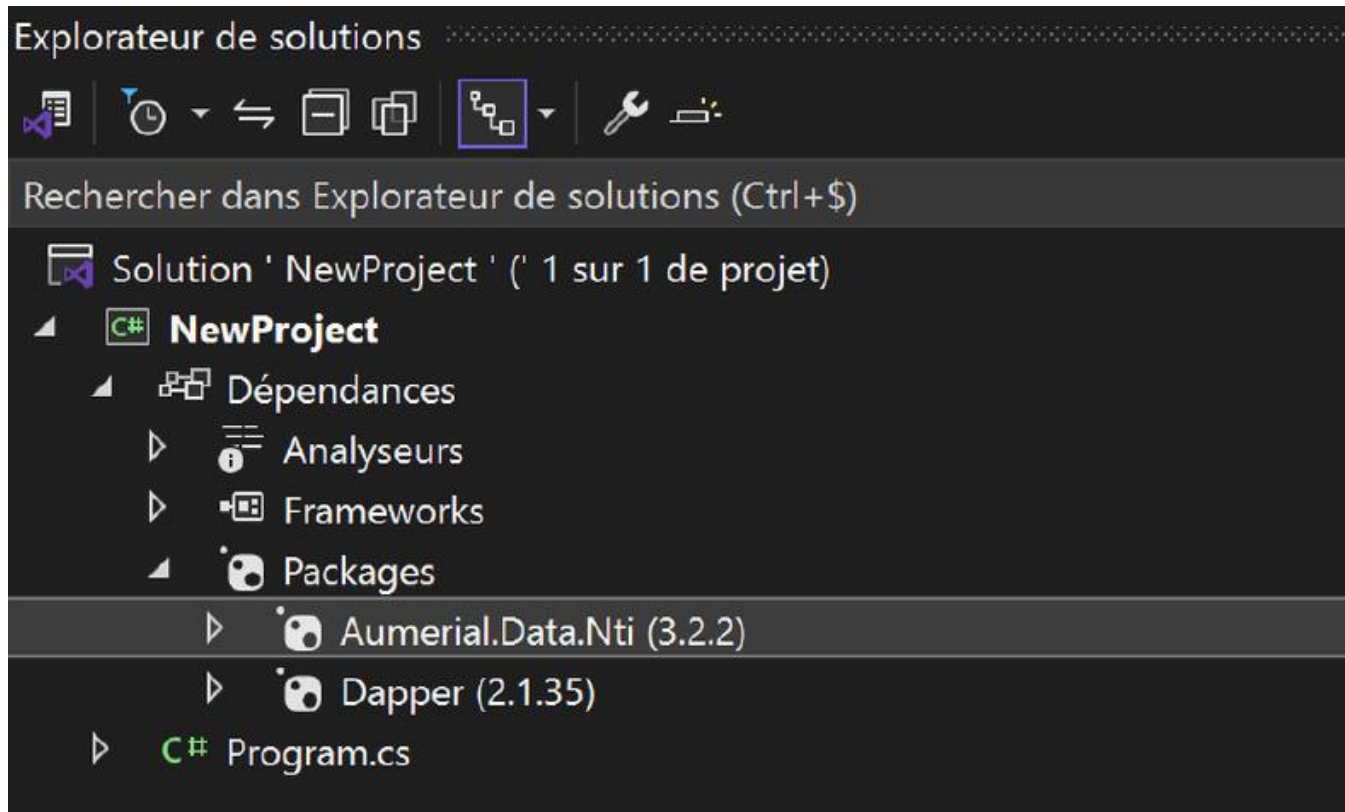 Explorateur de solutions
Rechercher dans Explorateur de solutions (Ctrl+$)
Solution ' NewProject ' (' 1 sur 1 de projet)
C# NewProject
Dépendances
Analyseurs
Frameworks
Packages
Aumerial.Data.Nti (3.2.2)
Dapper (2.1.35)
C# Program.cs